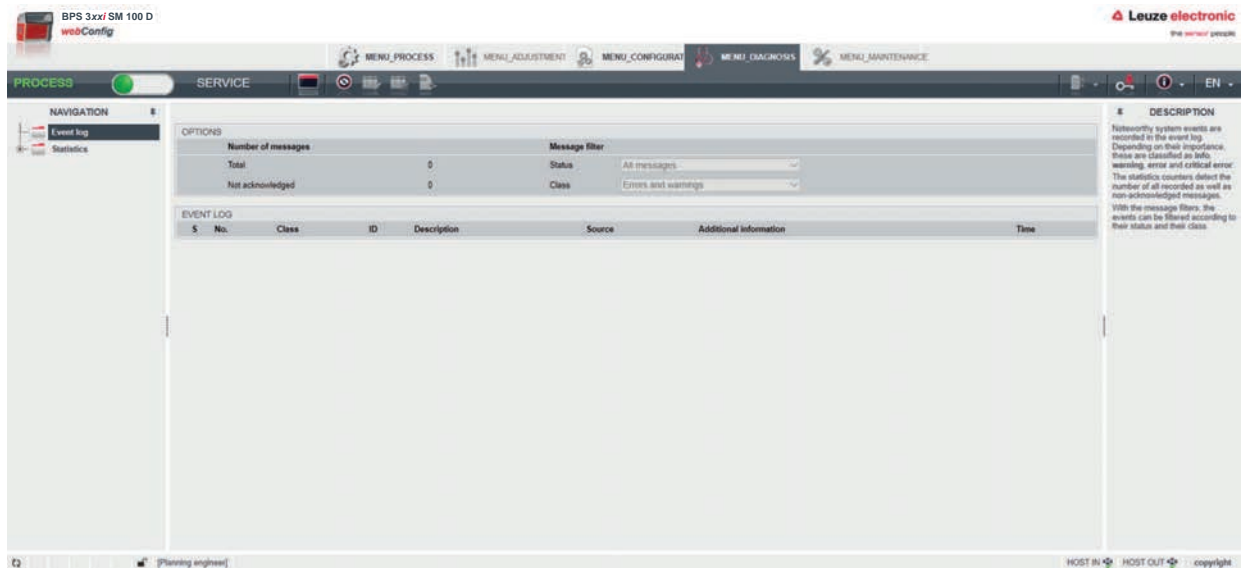 BPS 3xxi SM 100 D
webConfig
Leuze electronic
the sensor people
MENU_PROCESS MENU_ADJUSTMENT MENU_CONFIGURAT MENU_DIAGNOSIS MENU_MAINTENANCE
PROCESS SERVICE EN
NAVIGATION
Event log
Statistics
OPTIONS
Number of messages Message filter
Total 0 Status All messages
Not acknowledged 0 Class Errors and warnings
EVENT LOG
S No. Class ID Description Source Additional information Time
DESCRIPTION
Noteworthy system events are
recorded in the event log.
Depending on their importance,
these are classified as info,
warning, error and critical error.
The statistics counters detect the
number of all recorded as well as
non-acknowledged messages.
With the message filters, the
events can be filtered according to
their status and their class.
[Planning engineer] HOST IN HOST OUT copyright